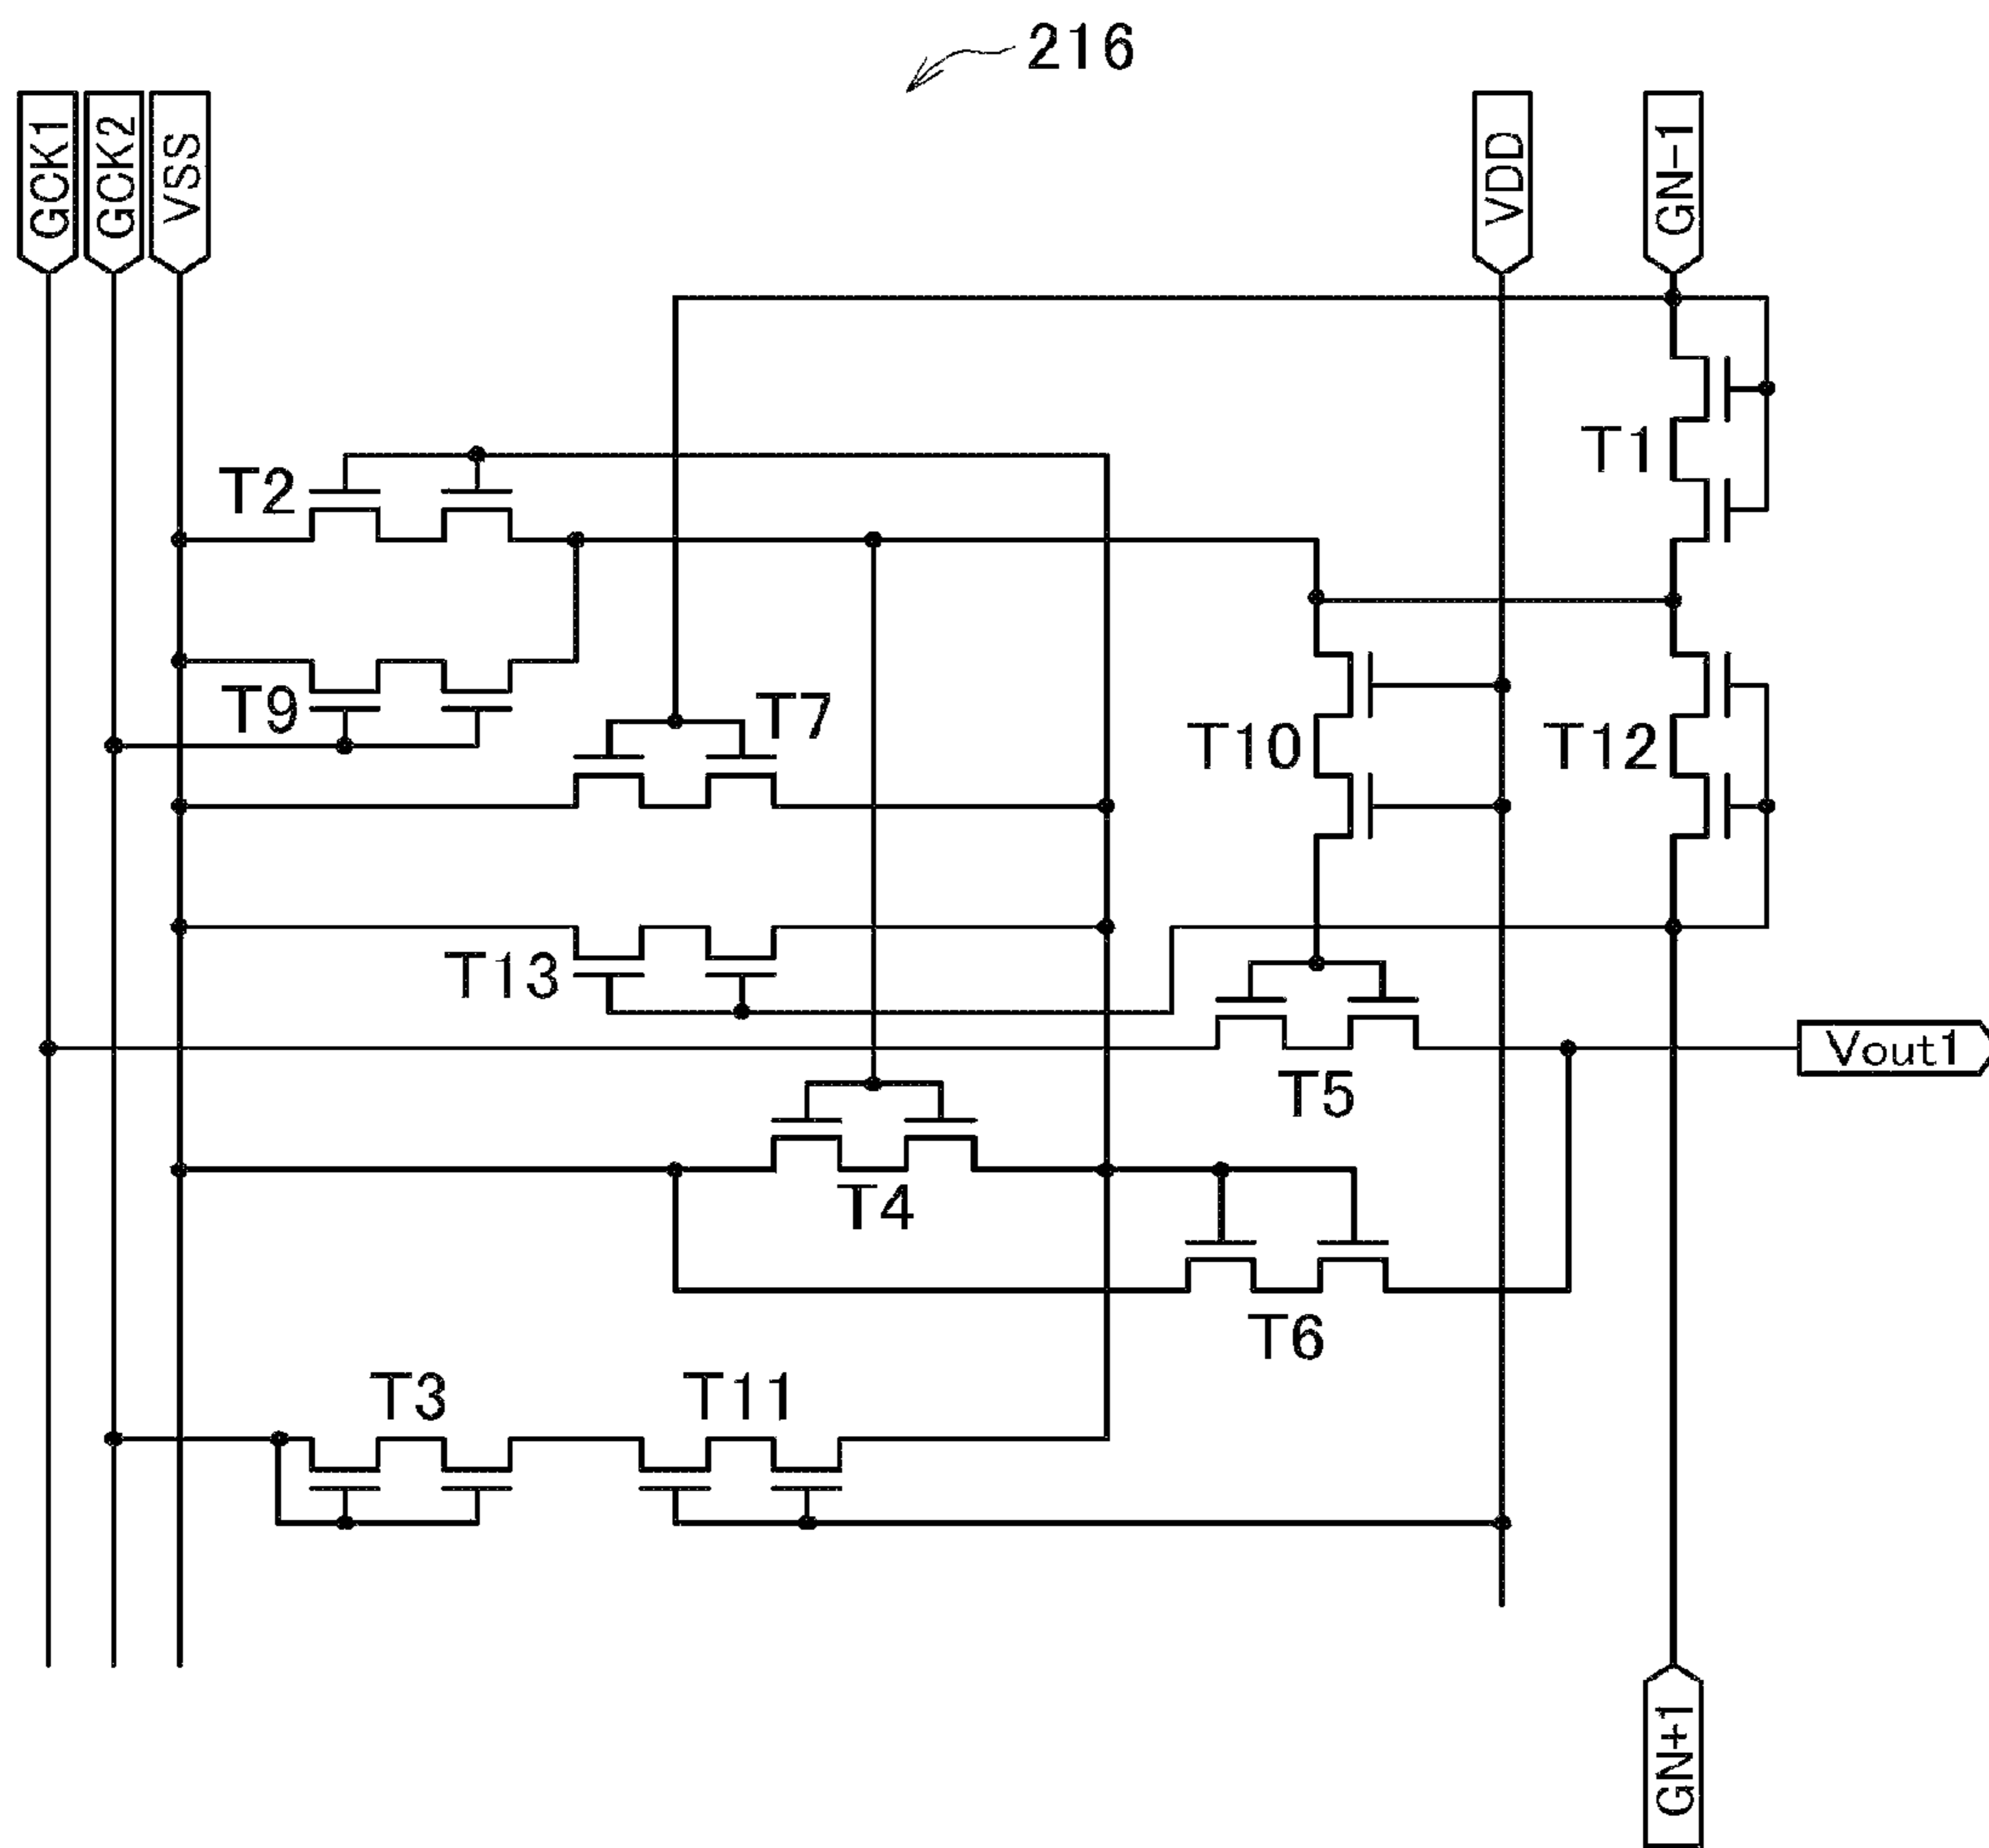 216
GCK1
GCK2
VSS
VDD
GN-1
T1
T2
T9
T7
T10
T12
T13
T5
Vout1
T4
T6
T3
T11
GN+1